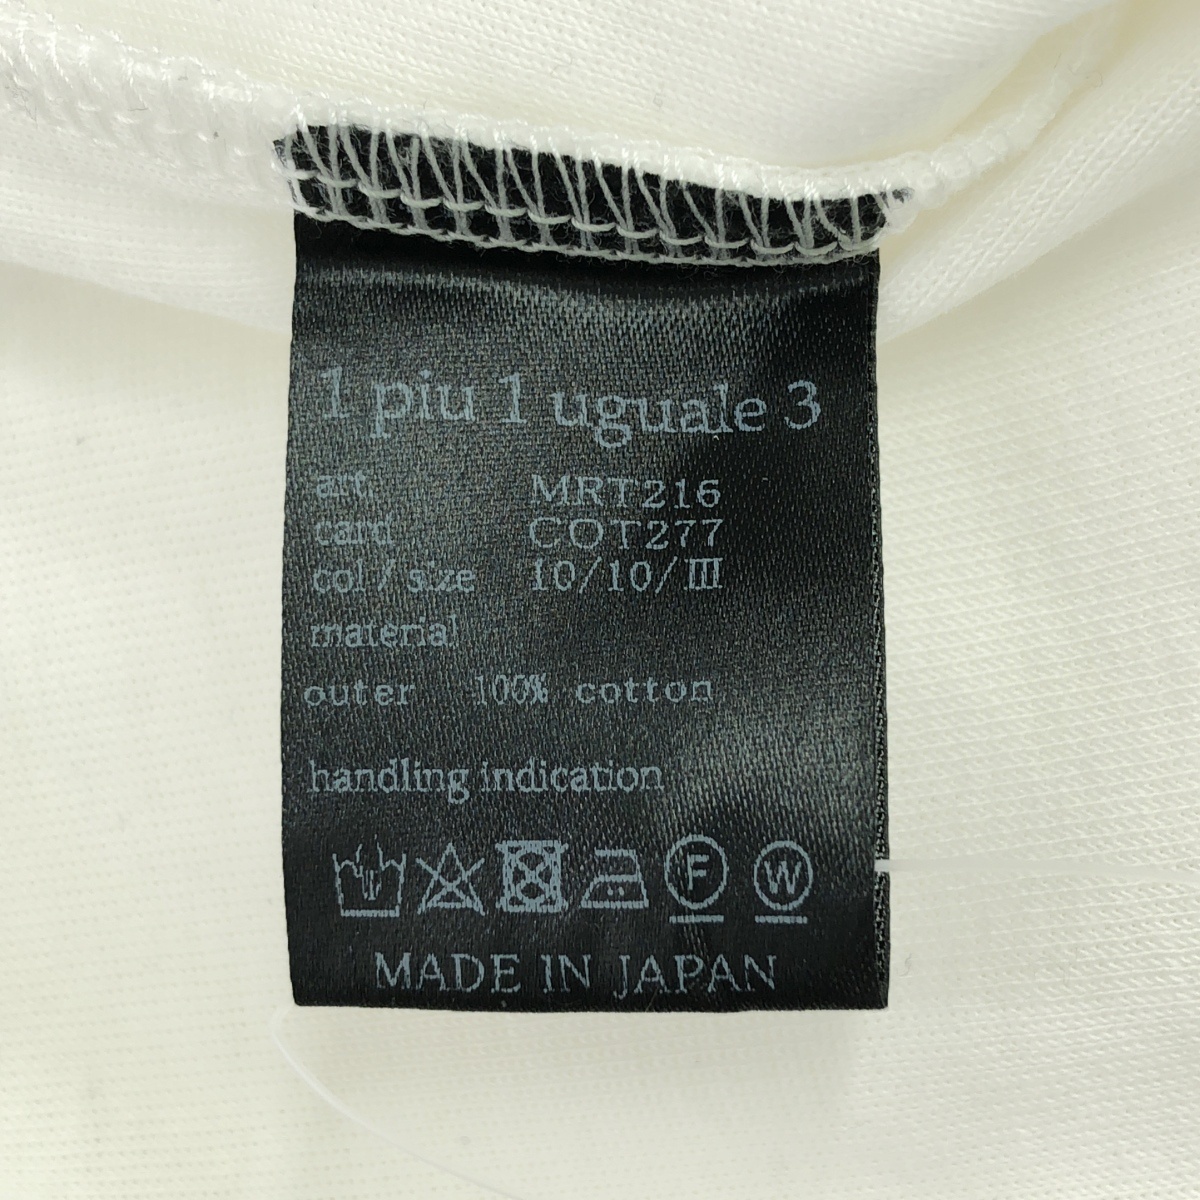 1 piu 1 uguale 3
art. MRT216
card COT277
col/size 10/10/Ⅲ
material
outer 100% cotton
handling indication
F W
MADE IN JAPAN